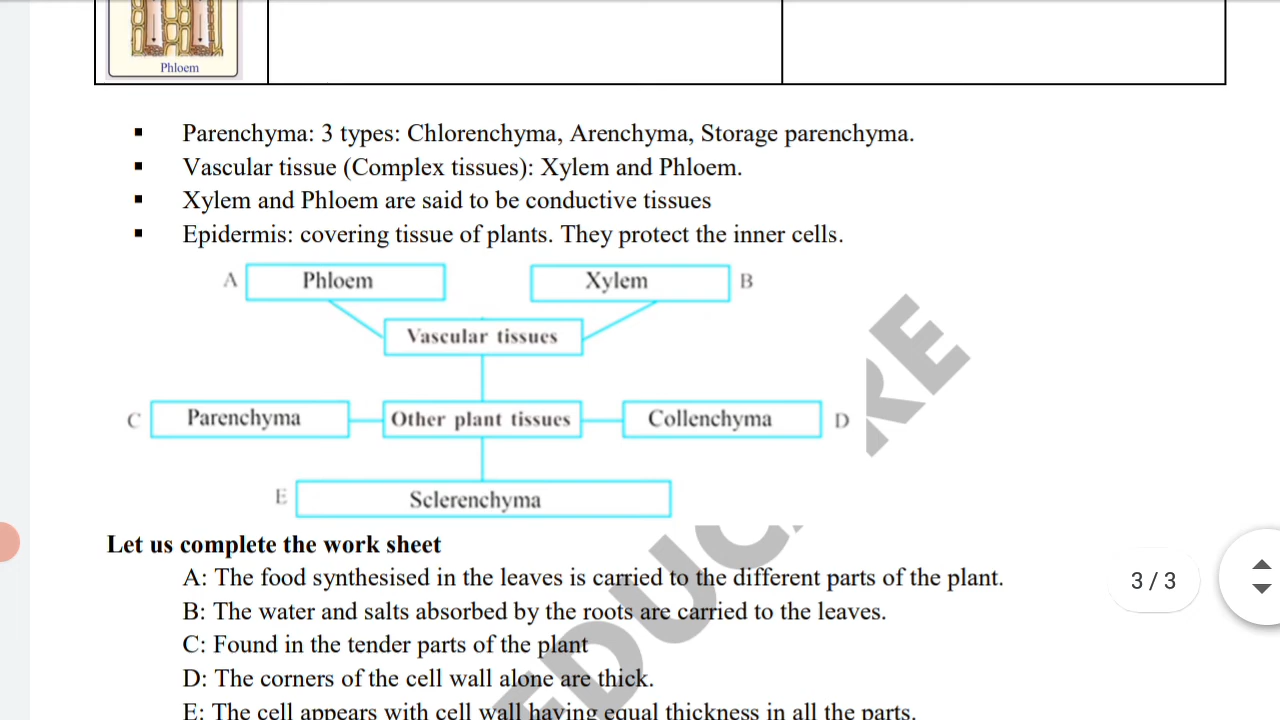 Phloem
▪ Parenchyma: 3 types: Chlorenchyma, Arenchyma, Storage parenchyma.
▪ Vascular tissue (Complex tissues): Xylem and Phloem.
▪ Xylem and Phloem are said to be conductive tissues
▪ Epidermis: covering tissue of plants. They protect the inner cells.
A Phloem Xylem B
Vascular tissues
C Parenchyma Other plant tissues Collenchyma D
E Sclerenchyma
Let us complete the work sheet
A: The food synthesised in the leaves is carried to the different parts of the plant.
3 / 3
B: The water and salts absorbed by the roots are carried to the leaves.
C: Found in the tender parts of the plant
D: The corners of the cell wall alone are thick.
E: The cell appears with cell wall having equal thickness in all the parts.